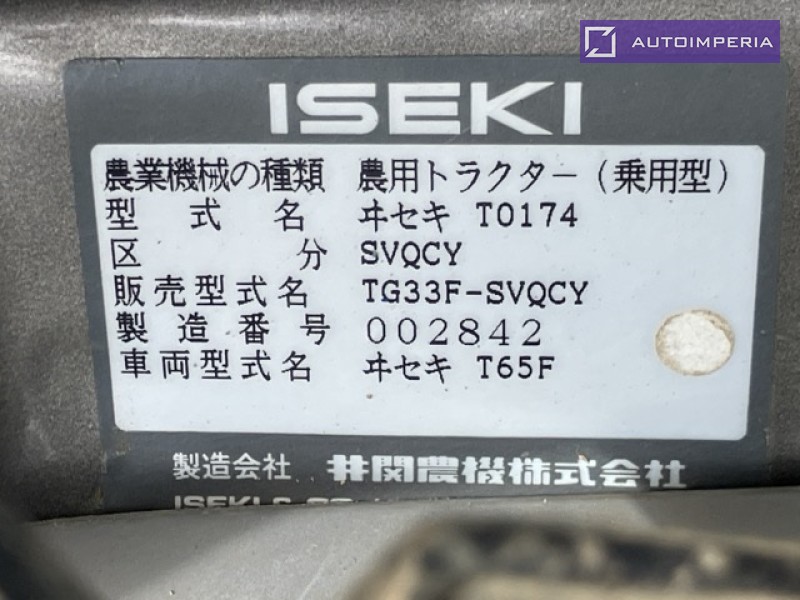 AUTOIMPERIA
ISEKI
農業機械の種類 農用トラクター(乗用型)
型式名 ヰセキ T0174
区分 SVQCY
販売型式名 TG33F-SVQCY
製造番号 002842
車両型式名 ヰセキ T65F
製造会社 井関農機株式会社
ISEKI &